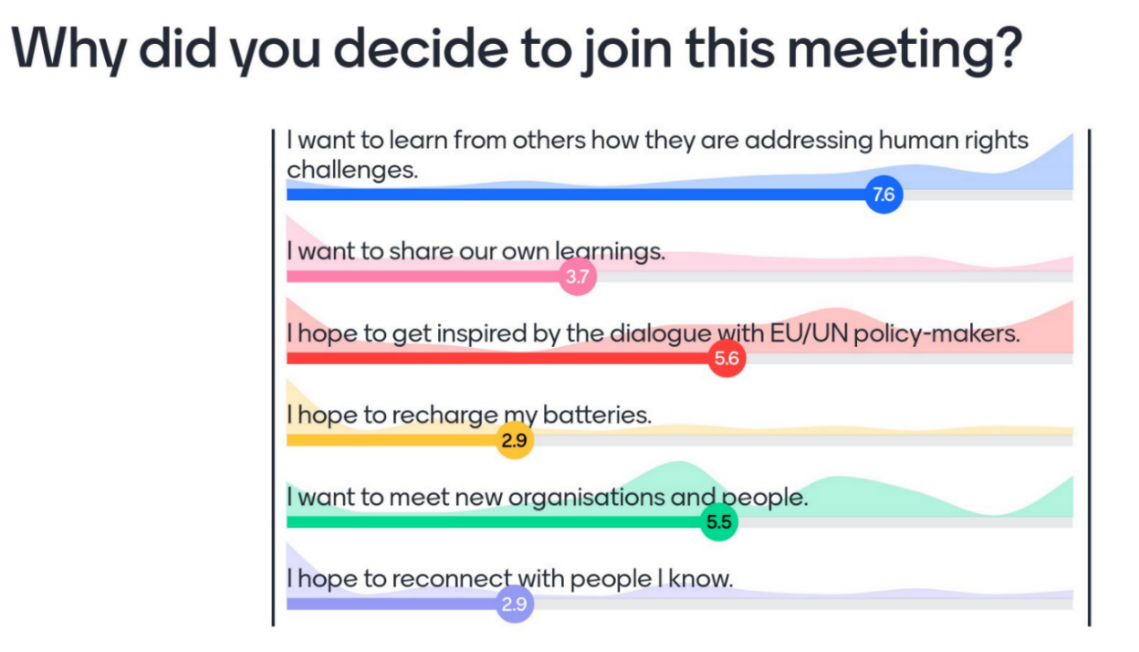 Why did you decide to join this meeting?
I want to learn from others how they are addressing human rights
challenges.
7.6
I want to share our own learnings.
3.7
I hope to get inspired by the dialogue with EU/UN policy-makers.
5.6
I hope to recharge my batteries.
2.9
I want to meet new organisations and people.
5.5
I hope to reconnect with people I know.
2.9